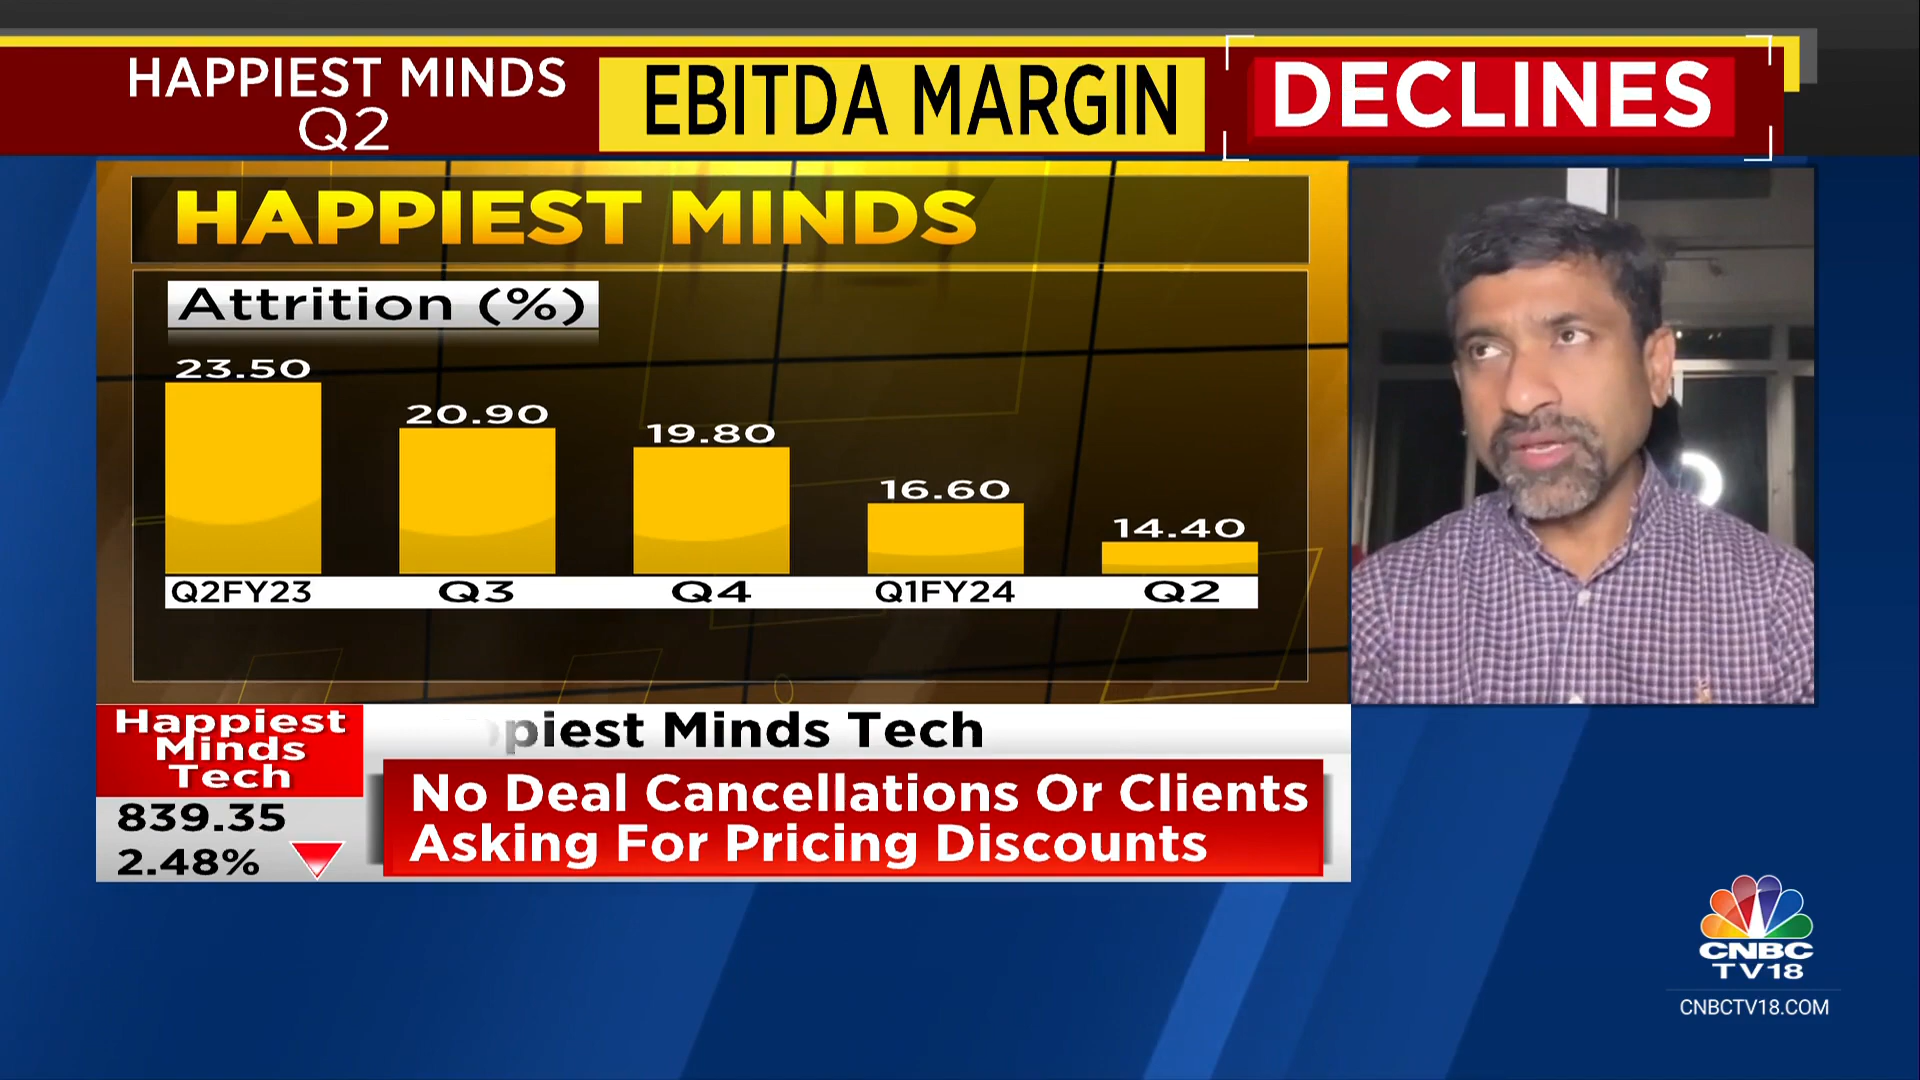 HAPPIEST MINDS
Q2
EBITDA MARGIN
DECLINES
HAPPIEST MINDS
Attrition (%)
23.50
20.90
19.80
16.60
14.40
Q2FY23
Q3
Q4
Q1FY24
Q2
Happiest
Minds
Tech
839.35
2.48%
piest Minds Tech
No Deal Cancellations Or Clients
Asking For Pricing Discounts
CNBC
TV18
CNBCTV18.COM